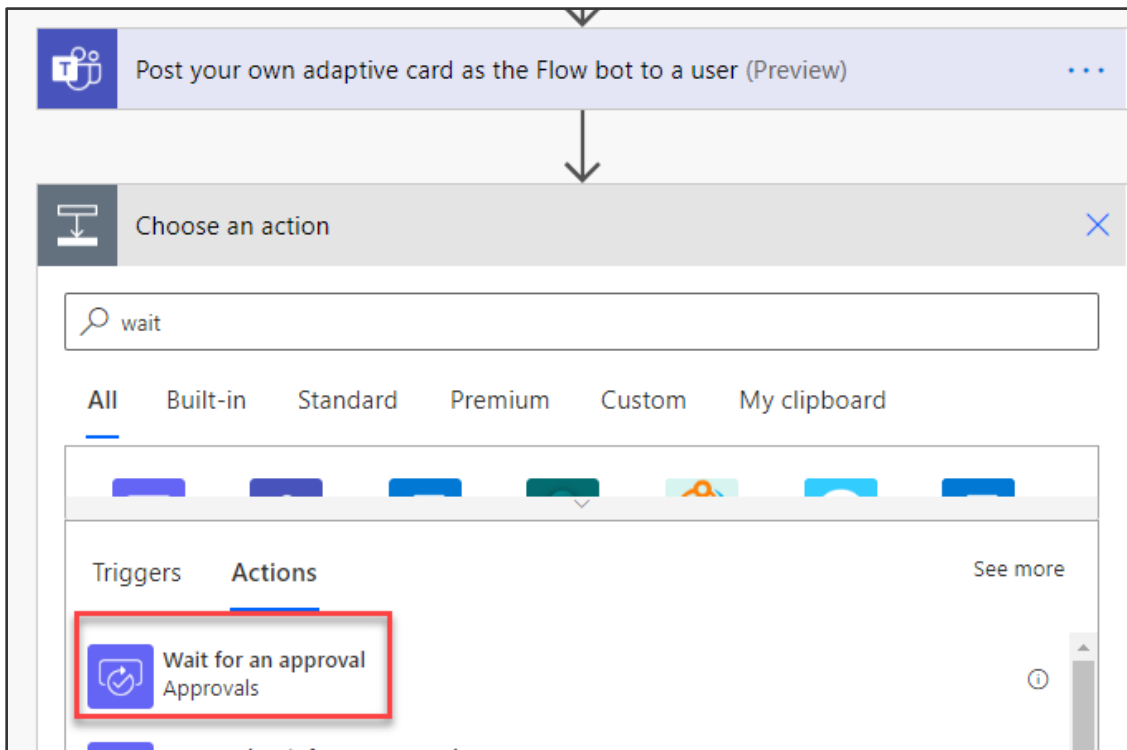 Post your own adaptive card as the Flow bot to a user (Preview)
Choose an action
wait
All Built-in Standard Premium Custom My clipboard
Triggers Actions See more
Wait for an approval
Approvals